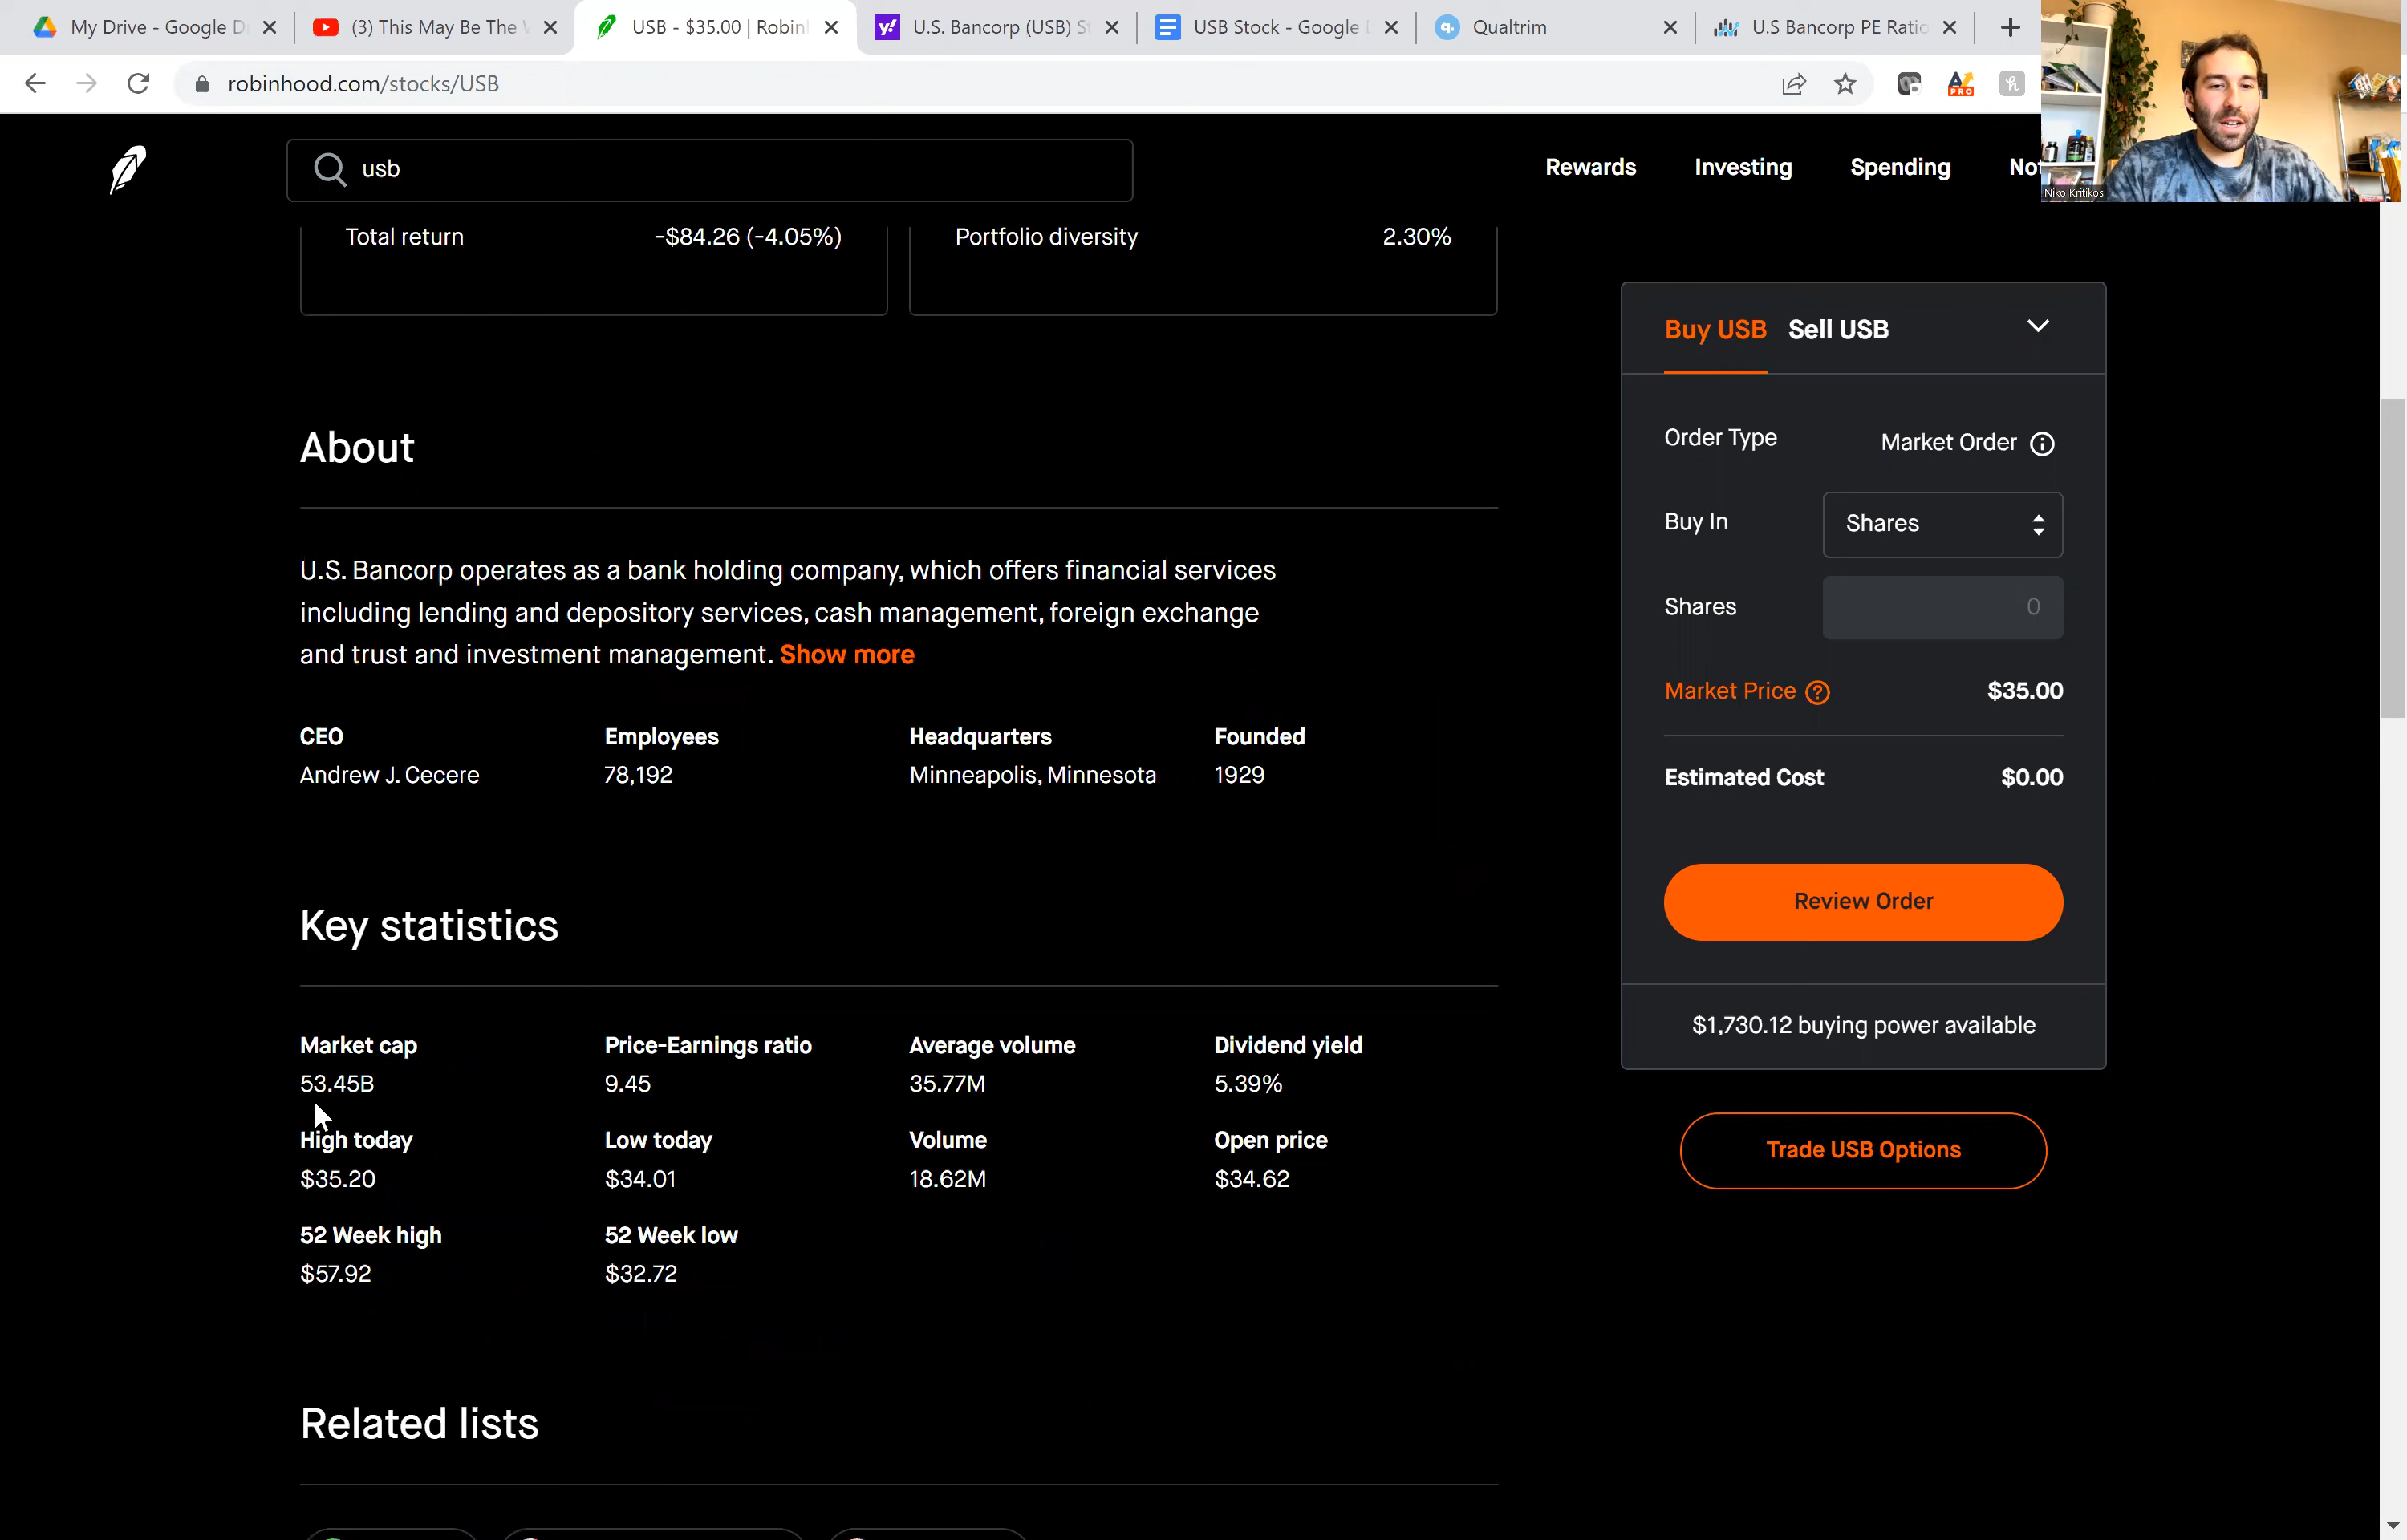 My Drive - Google D
(3) This May Be The
USB - $35.00 | Robin
U.S. Bancorp (USB) S
USB Stock - Google
Qualtrim
U.S Bancorp PE Ratio
robinhood.com/stocks/USB
PRO
usb
Rewards
Investing
Spending
Not
Niko Kritikos
Total return
-$84.26 (-4.05%)
Portfolio diversity
2.30%
About
U.S. Bancorp operates as a bank holding company, which offers financial services
including lending and depository services, cash management, foreign exchange
and trust and investment management. Show more
CEO
Andrew J. Cecere
Employees
78,192
Headquarters
Minneapolis, Minnesota
Founded
1929
Key statistics
Market cap
53.45B
Price-Earnings ratio
9.45
Average volume
35.77M
Dividend yield
5.39%
High today
$35.20
Low today
$34.01
Volume
18.62M
Open price
$34.62
52 Week high
$57.92
52 Week low
$32.72
Related lists
Buy USB Sell USB
Order Type
Market Order
Buy In
Shares
Shares
0
Market Price
$35.00
Estimated Cost
$0.00
Review Order
$1,730.12 buying power available
Trade USB Options